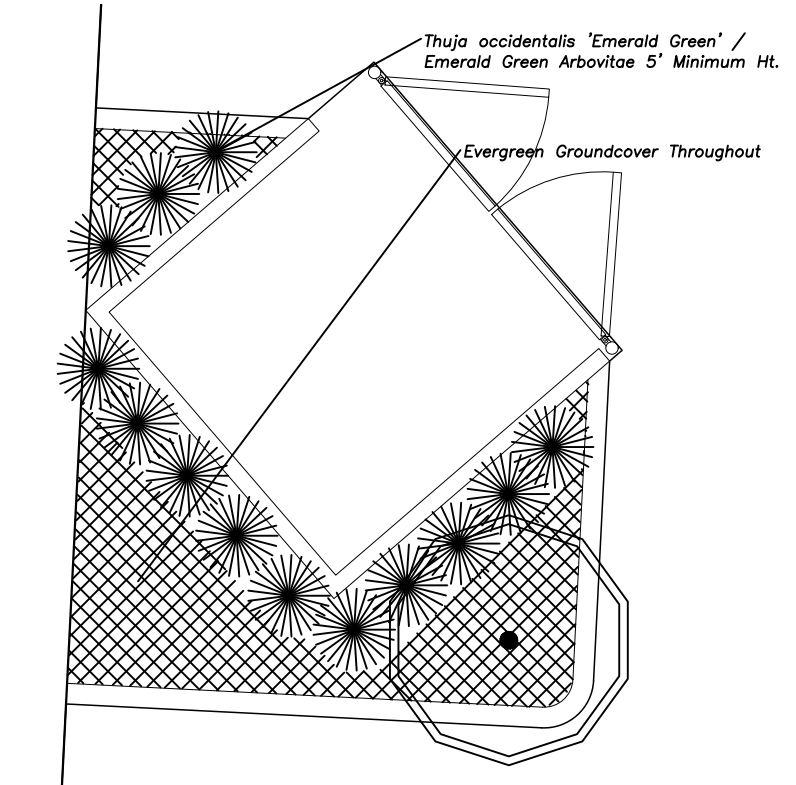 Thuja occidentalis 'Emerald Green' /
Emerald Green Arbovitae 5' Minimum Ht.
Evergreen Groundcover Throughout